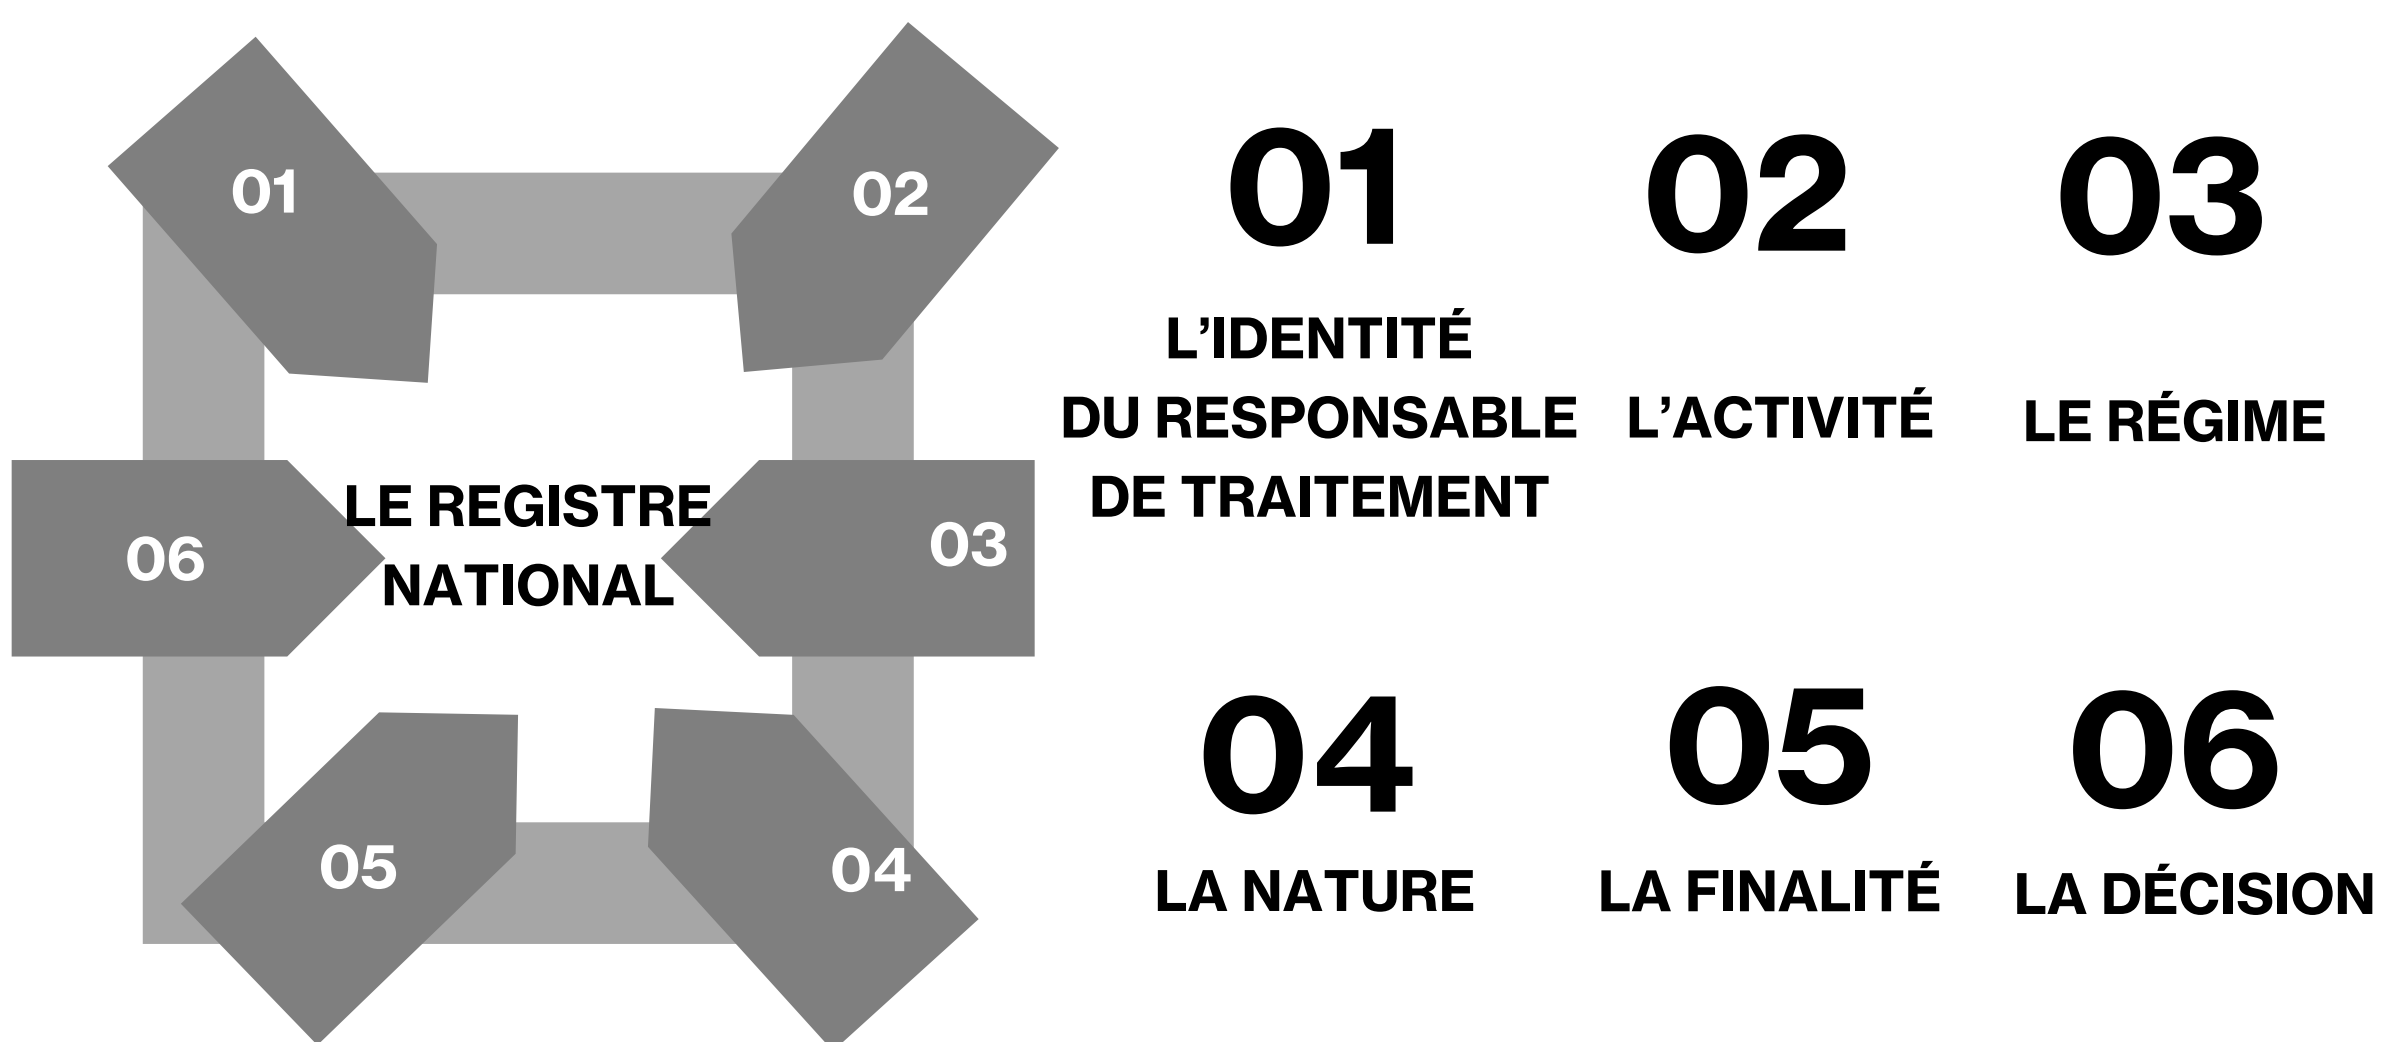 01
02
06
LE REGISTRE
NATIONAL
03
05
04
01
L’IDENTITÉ
DU RESPONSABLE
DE TRAITEMENT
02
L’ACTIVITÉ
03
LE RÉGIME
04
LA NATURE
05
LA FINALITÉ
06
LA DÉCISION